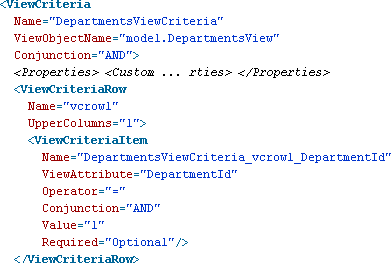 <ViewCriteria
Name="DepartmentsViewCriteria"
ViewObjectName="model.DepartmentsView"
Conjunction="AND">
<Properties> <Custom ... rties> </Properties>
<ViewCriteriaRow
Name="vcrow1"
UpperColumns="1">
<ViewCriteriaItem
Name="DepartmentsViewCriteria_vcrow1_DepartmentId"
ViewAttribute="DepartmentId"
Operator="="
Conjunction="AND"
Value="1"
Required="Optional"/>
</ViewCriteriaRow>